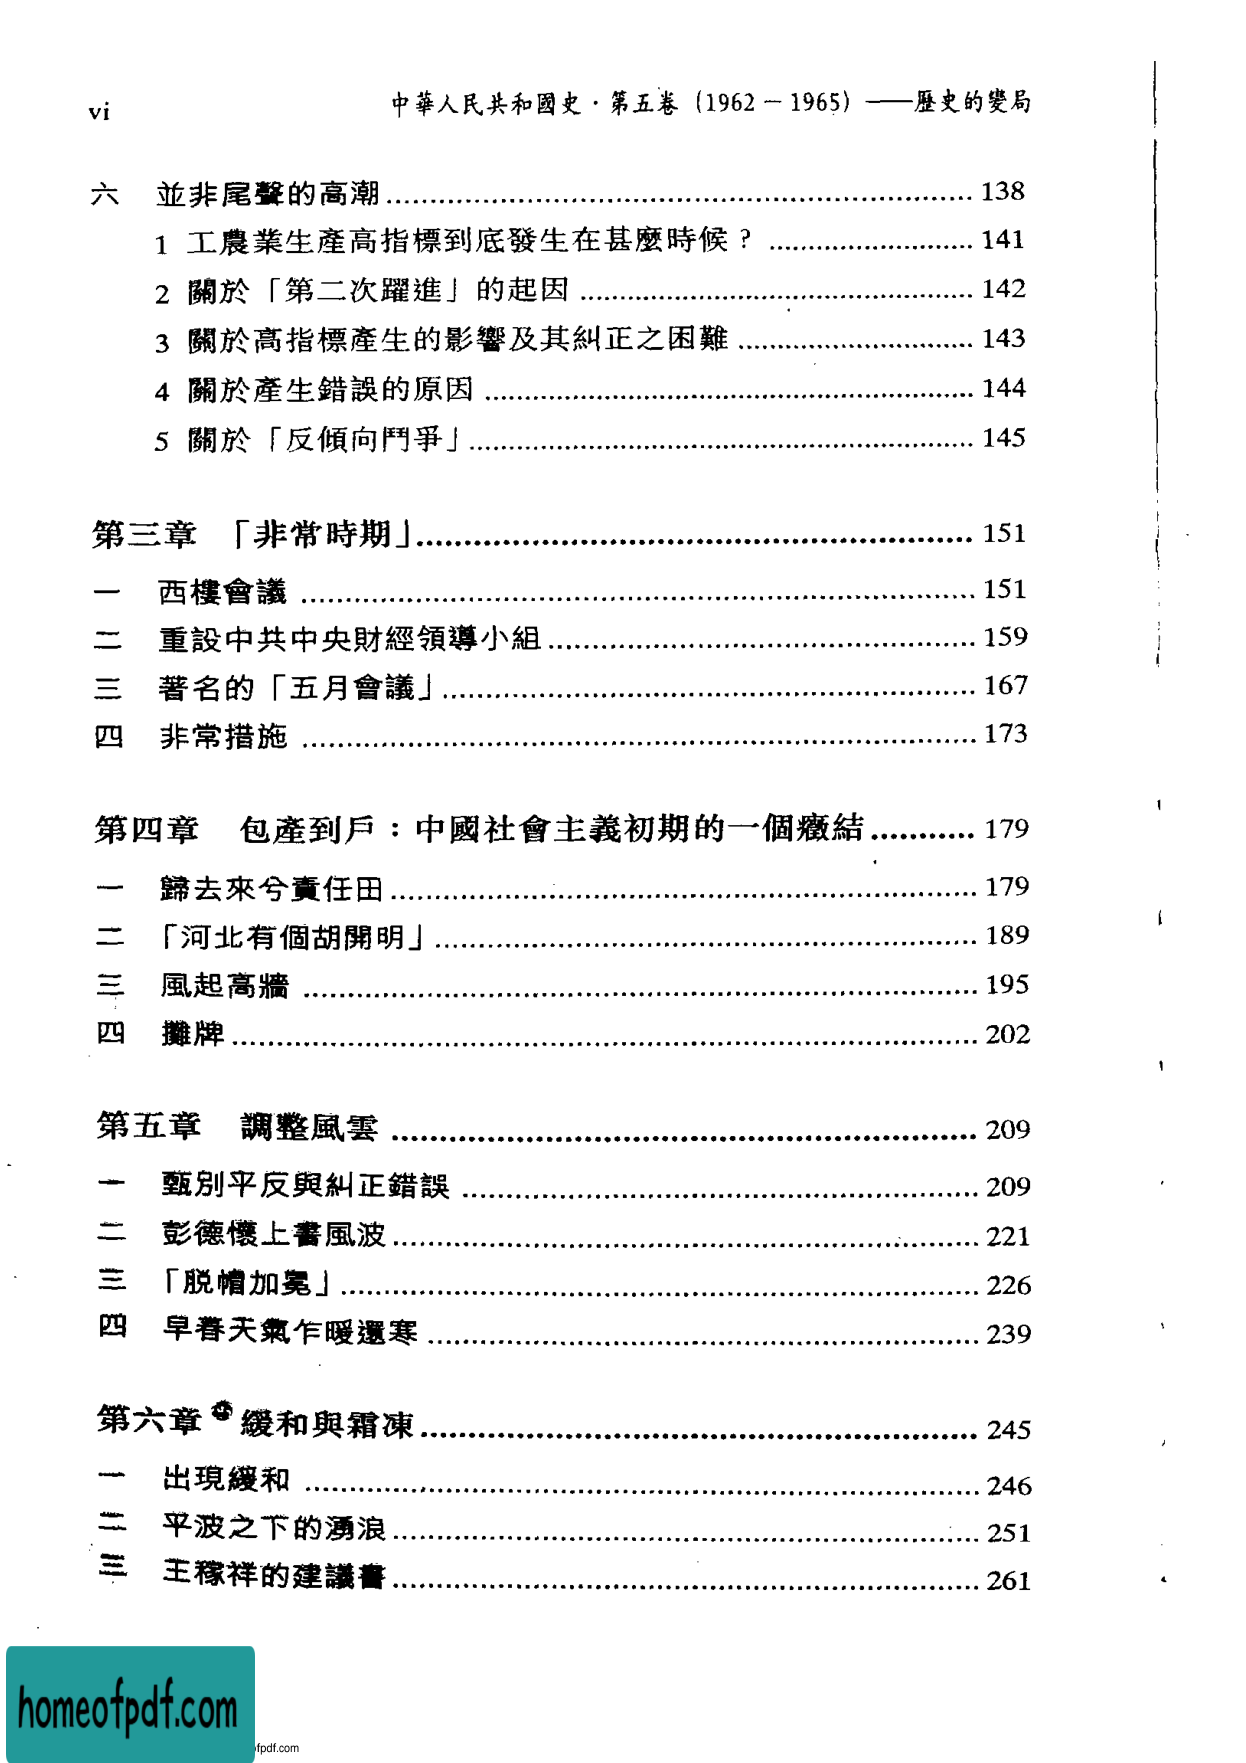 vi 中華人民共和國史·第五卷（1962－1965）——歷史的變局
六 並非尾聲的高潮 138
1 工農業生產高指標到底發生在甚麼時候？ 141
2 關於「第二次躍進」的起因 142
3 關於高指標產生的影響及其糾正之困難 143
4 關於產生錯誤的原因 144
5 關於「反傾向鬥爭」 145
第三章 「非常時期」 151
一 西樓會議 151
二 重設中共中央財經領導小組 159
三 著名的「五月會議」 167
四 非常措施 173
第四章 包產到戶：中國社會主義初期的一個癥結 179
一 歸去來兮責任田 179
二 「河北有個胡開明」 189
三 風起高牆 195
四 攤牌 202
第五章 調整風雲 209
一 甄別平反與糾正錯誤 209
二 彭德懷上書風波 221
三 「脱帽加冕」 226
四 早春天氣乍暖還寒 239
第六章 緩和與霜凍 245
一 出現緩和 246
二 平波之下的湧浪 251
三 王稼祥的建議書 261
homeofpdf.com
fpdf.com